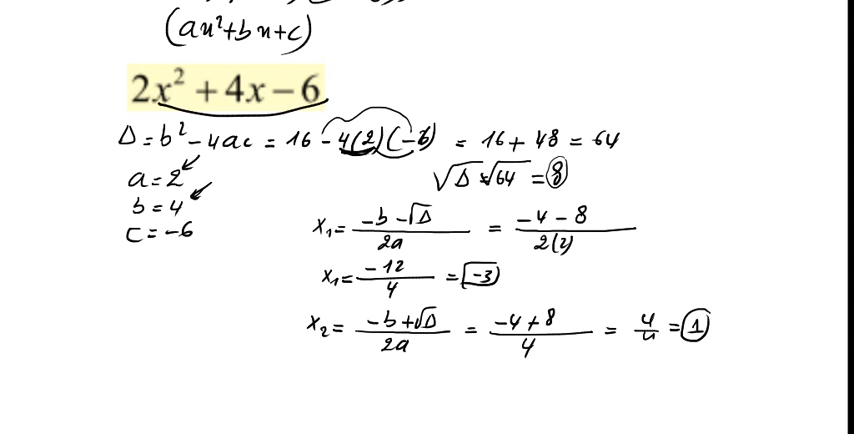 (ax²+bx+c)
2x² + 4x − 6
Δ = b² − 4ac = 16 − 4(2)(−6) = 16 + 48 = 64
a = 2
√Δ = √64 = 8
b = 4
c = −6
x₁ = (−b − √Δ)/(2a) = (−4 − 8)/(2(2))
x₁ = −12/4 = −3
x₂ = (−b + √Δ)/(2a) = (−4 + 8)/4 = 4/4 = 1